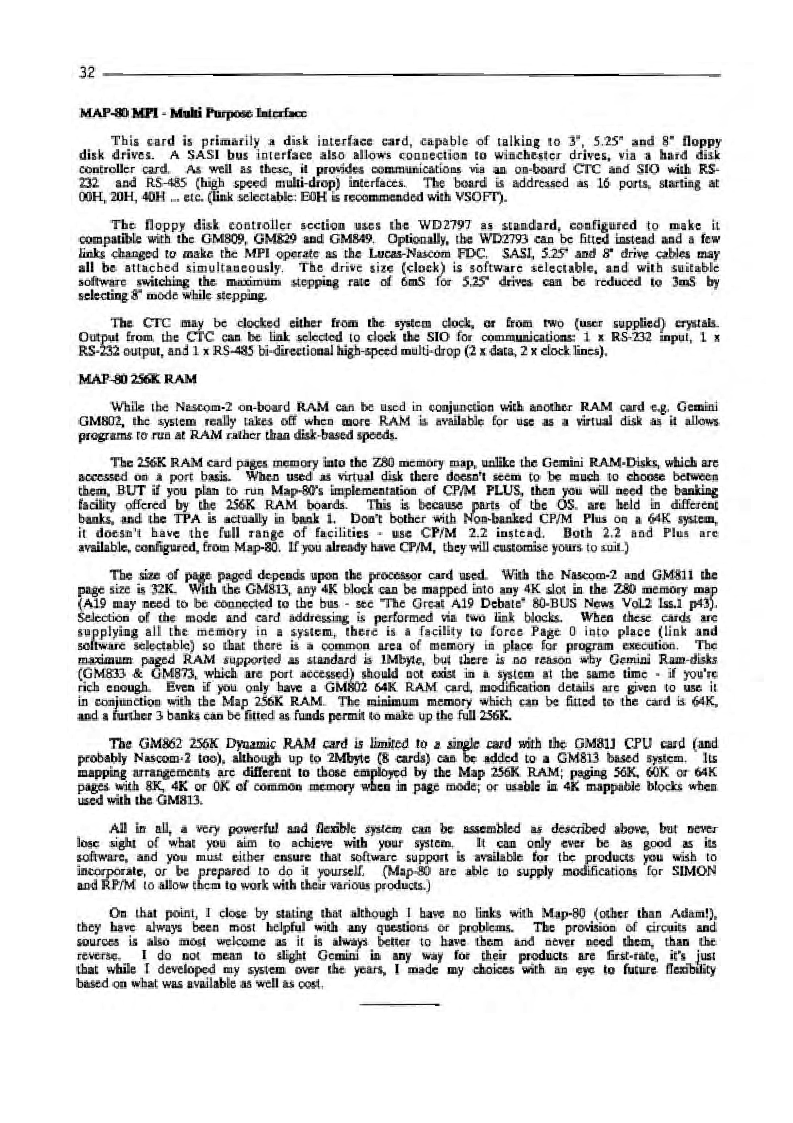 32
MAP-80 MPI - Multi Purpose Interface
This card is primarily a disk interface card, capable of talking to 3", 5.25" and 8" floppy
disk drives. A SASI bus interface also allows connection to winchester drives, via a hard disk
controller card. As well as these, it provides communications via an on-board CTC and SIO with RS-
232 and RS-485 (high speed multi-drop) interfaces. The board is addressed as 16 ports, starting at
00H, 20H, 40H ... etc. (link selectable: E0H is recommended with VSOFT).
The floppy disk controller section uses the WD2797 as standard, configured to make it
compatible with the GM809, GM829 and GM849. Optionally, the WD2793 can be fitted instead and a few
links changed to make the MPI operate as the Lucas-Nascom FDC. SASI, 5.25" and 8" drive cables may
all be attached simultaneously. The drive size (clock) is software selectable, and with suitable
software switching the maximum stepping rate of 6mS for 5.25" drives can be reduced to 3mS by
selecting 8" mode while stepping.
The CTC may be clocked either from the system clock, or from two (user supplied) crystals.
Output from the CTC can be link selected to clock the SIO for communications: 1 x RS-232 input, 1 x
RS-232 output, and 1 x RS-485 bi-directional high-speed multi-drop (2 x data, 2 x clock lines).
MAP-80 256K RAM
While the Nascom-2 on-board RAM can be used in conjunction with another RAM card e.g. Gemini
GM802, the system really takes off when more RAM is available for use as a virtual disk as it allows
programs to run at RAM rather than disk-based speeds.
The 256K RAM card pages memory into the Z80 memory map, unlike the Gemini RAM-Disks, which are
accessed on a port basis. When used as virtual disk there doesn't seem to be much to choose between
them, BUT if you plan to run Map-80's implementation of CP/M PLUS, then you will need the banking
facility offered by the 256K RAM boards. This is because parts of the OS. are held in different
banks, and the TPA is actually in bank 1. Don't bother with Non-banked CP/M Plus on a 64K system,
it doesn't have the full range of facilities - use CP/M 2.2 instead. Both 2.2 and Plus are
available, configured, from Map-80. If you already have CP/M, they will customise yours to suit.)
The size of page paged depends upon the processor card used. With the Nascom-2 and GM811 the
page size is 32K. With the GM813, any 4K block can be mapped into any 4K slot in the Z80 memory map
(A19 may need to be connected to the bus - see "The Great A19 Debate" 80-BUS News Vol.2 Iss.1 p43).
Selection of the mode and card addressing is performed via two link blocks. When these cards are
supplying all the memory in a system, there is a facility to force Page 0 into place (link and
software selectable) so that there is a common area of memory in place for program execution. The
maximum paged RAM supported as standard is 1Mbyte, but there is no reason why Gemini Ram-disks
(GM833 & GM873, which are port accessed) should not exist in a system at the same time - if you're
rich enough. Even if you only have a GM802 64K RAM card, modification details are given to use it
in conjunction with the Map 256K RAM. The minimum memory which can be fitted to the card is 64K,
and a further 3 banks can be fitted as funds permit to make up the full 256K.
The GM862 256K Dynamic RAM card is limited to a single card with the GM811 CPU card (and
probably Nascom-2 too), although up to 2Mbyte (8 cards) can be added to a GM813 based system. Its
mapping arrangements are different to those employed by the Map 256K RAM; paging 56K, 60K or 64K
pages with 8K, 4K or 0K of common memory when in page mode; or usable in 4K mappable blocks when
used with the GM813.
All in all, a very powerful and flexible system can be assembled as described above, but never
lose sight of what you aim to achieve with your system. It can only ever be as good as its
software, and you must either ensure that software support is available for the products you wish to
incorporate, or be prepared to do it yourself. (Map-80 are able to supply modifications for SIMON
and RP/M to allow them to work with their various products.)
On that point, I close by stating that although I have no links with Map-80 (other than Adam!),
they have always been most helpful with any questions or problems. The provision of circuits and
sources is also most welcome as it is always better to have them and never need them, than the
reverse. I do not mean to slight Gemini in any way for their products are first-rate, it's just
that while I developed my system over the years, I made my choices with an eye to future flexibility
based on what was available as well as cost.